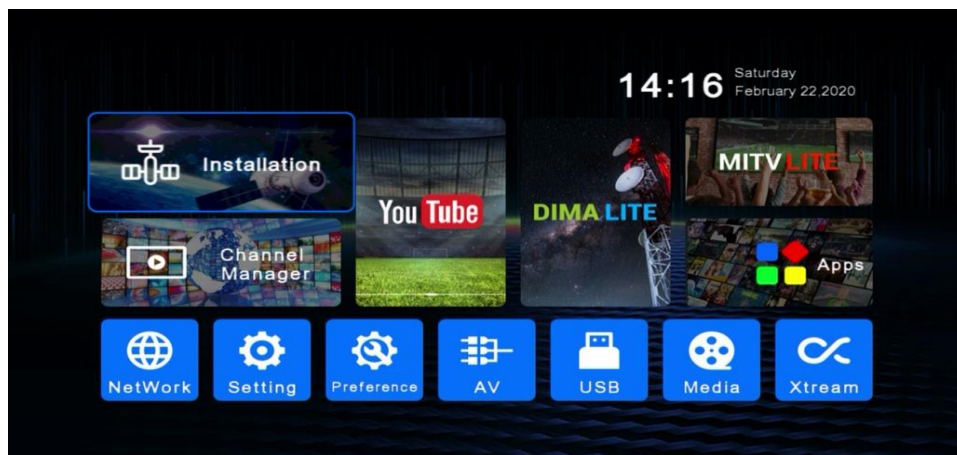 14:16
Saturday
February 22,2020
Installation
You Tube
DIMA LITE
MITV LITE
Channel
Manager
Apps
NetWork
Setting
Preference
AV
USB
Media
Xtream